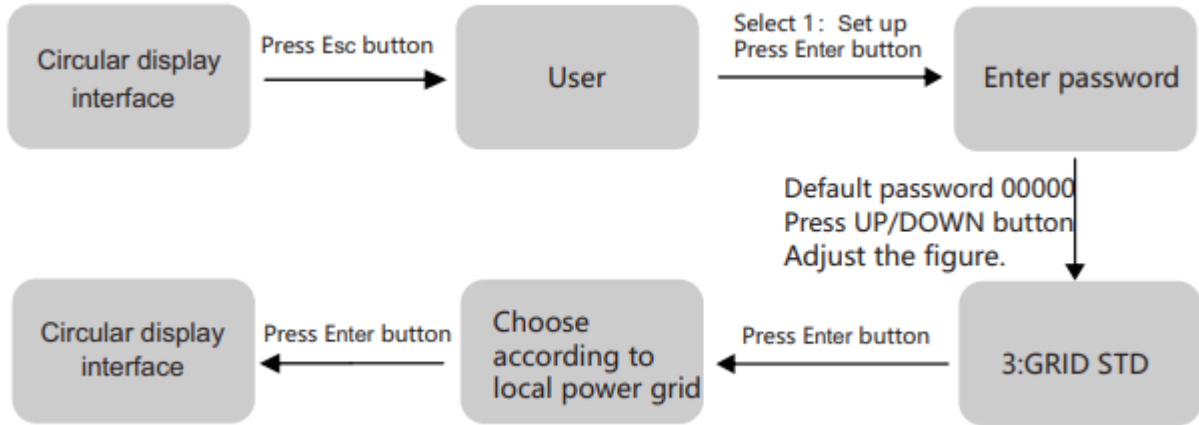 Circular display
interface
Press Esc button
User
Select 1: Set up
Press Enter button
Enter password
Default password 00000
Press UP/DOWN button
Adjust the figure.
3:GRID STD
Press Enter button
Choose
according to
local power grid
Press Enter button
Circular display
interface